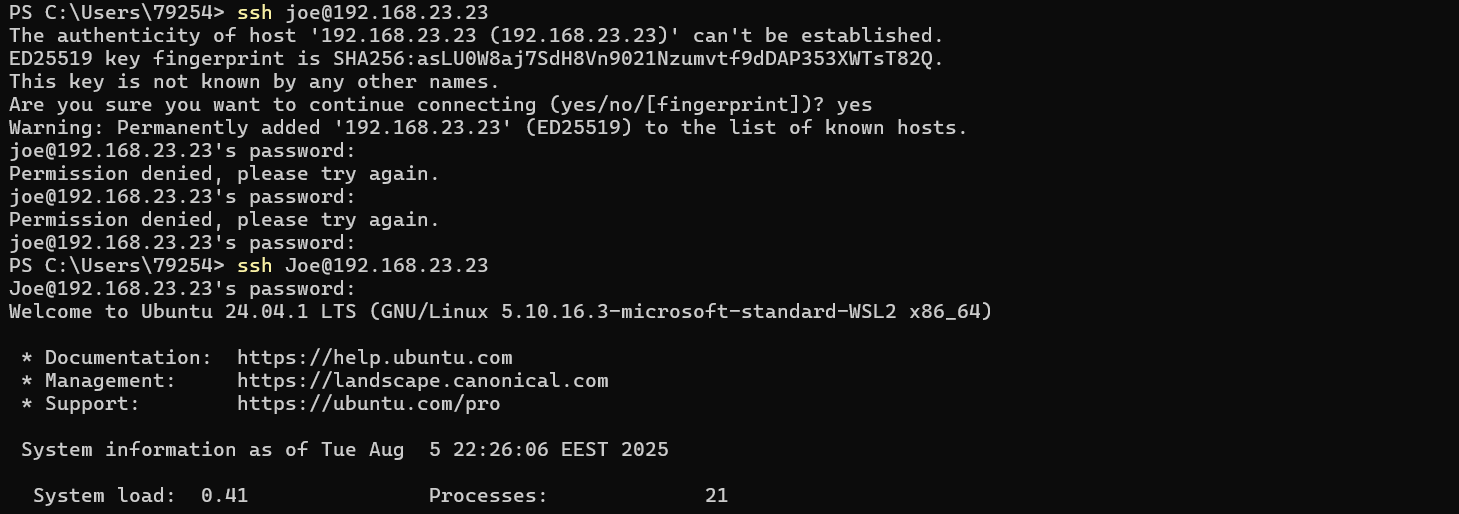 PS C:\Users\79254> ssh joe@192.168.23.23
The authenticity of host '192.168.23.23 (192.168.23.23)' can't be established.
ED25519 key fingerprint is SHA256:asLU0W8aj7SdH8Vn9021Nzumvtf9dDAP353XWTsT82Q.
This key is not known by any other names.
Are you sure you want to continue connecting (yes/no/[fingerprint])? yes
Warning: Permanently added '192.168.23.23' (ED25519) to the list of known hosts.
joe@192.168.23.23's password:
Permission denied, please try again.
joe@192.168.23.23's password:
Permission denied, please try again.
joe@192.168.23.23's password:
PS C:\Users\79254> ssh Joe@192.168.23.23
Joe@192.168.23.23's password:
Welcome to Ubuntu 24.04.1 LTS (GNU/Linux 5.10.16.3-microsoft-standard-WSL2 x86_64)

 * Documentation:  https://help.ubuntu.com
 * Management:     https://landscape.canonical.com
 * Support:        https://ubuntu.com/pro

 System information as of Tue Aug  5 22:26:06 EEST 2025

  System load:  0.41               Processes:             21